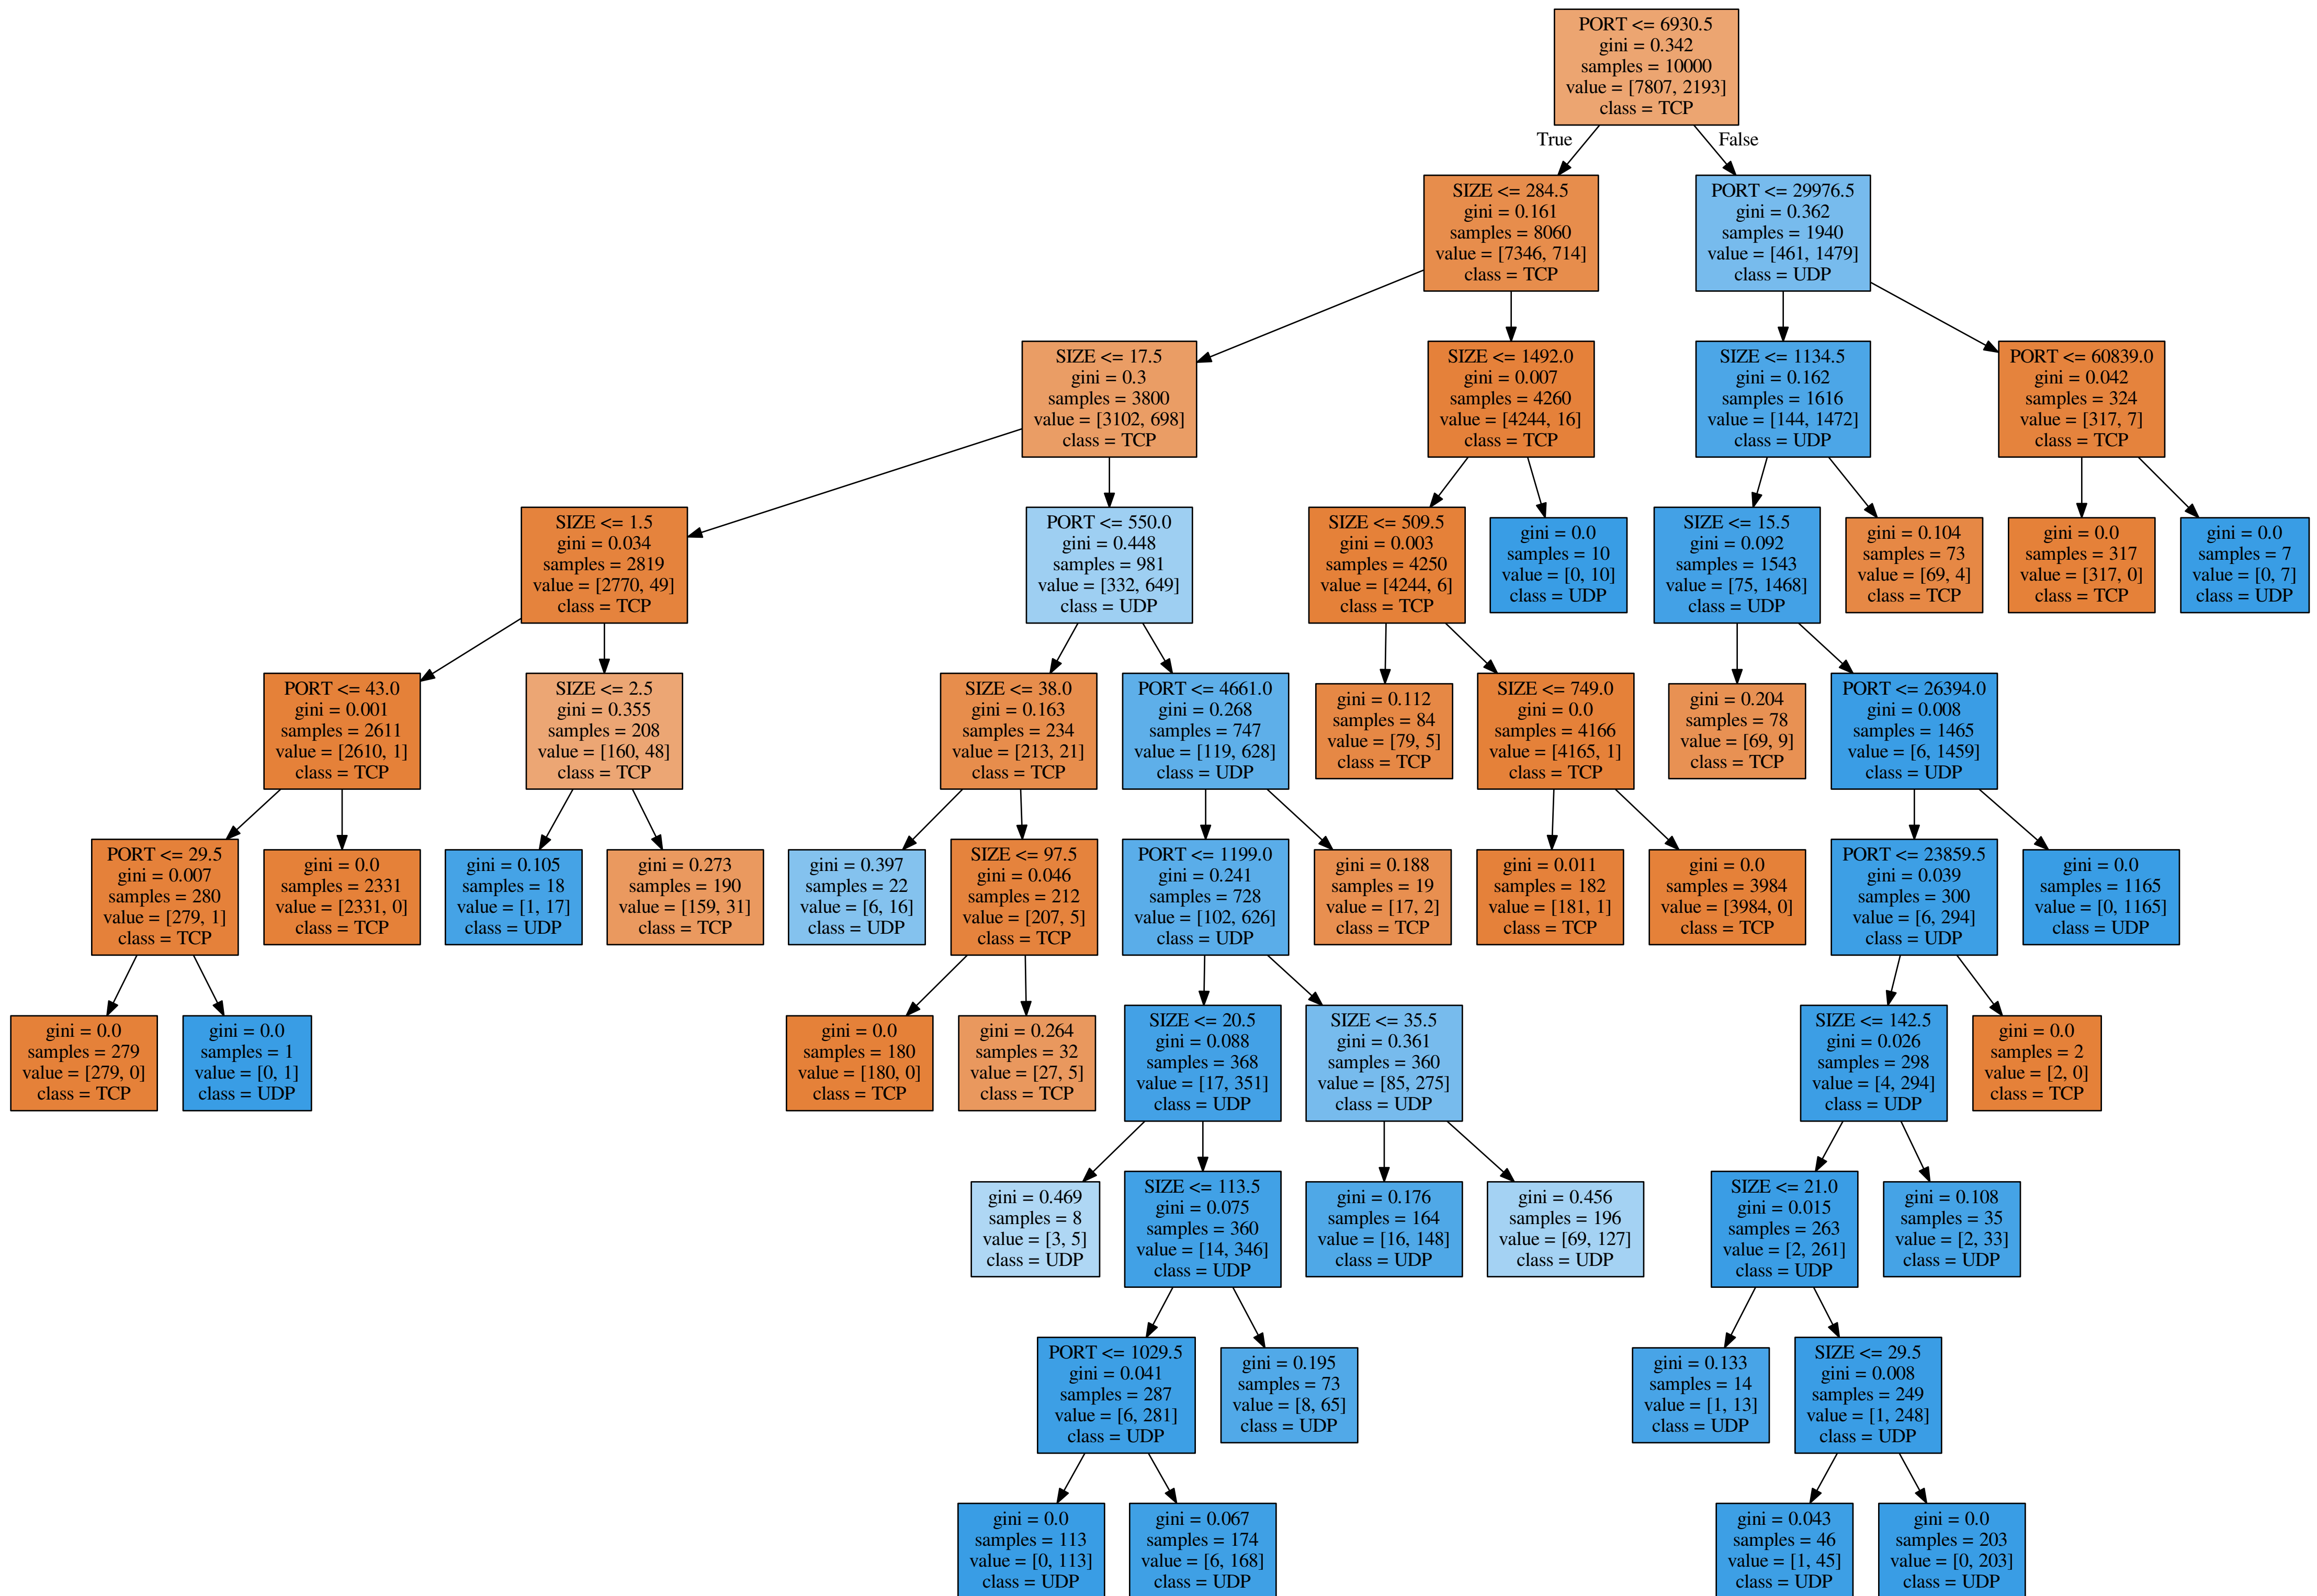 PORT <= 6930.5
gini = 0.342
samples = 10000
value = [7807, 2193]
class = TCP
True
False
SIZE <= 284.5
gini = 0.161
samples = 8060
value = [7346, 714]
class = TCP
PORT <= 29976.5
gini = 0.362
samples = 1940
value = [461, 1479]
class = UDP
SIZE <= 17.5
gini = 0.3
samples = 3800
value = [3102, 698]
class = TCP
SIZE <= 1492.0
gini = 0.007
samples = 4260
value = [4244, 16]
class = TCP
SIZE <= 1134.5
gini = 0.162
samples = 1616
value = [144, 1472]
class = UDP
PORT <= 60839.0
gini = 0.042
samples = 324
value = [317, 7]
class = TCP
SIZE <= 1.5
gini = 0.034
samples = 2819
value = [2770, 49]
class = TCP
PORT <= 550.0
gini = 0.448
samples = 981
value = [332, 649]
class = UDP
SIZE <= 509.5
gini = 0.003
samples = 4250
value = [4244, 6]
class = TCP
gini = 0.0
samples = 10
value = [0, 10]
class = UDP
SIZE <= 15.5
gini = 0.092
samples = 1543
value = [75, 1468]
class = UDP
gini = 0.104
samples = 73
value = [69, 4]
class = TCP
gini = 0.0
samples = 317
value = [317, 0]
class = TCP
gini = 0.0
samples = 7
value = [0, 7]
class = UDP
PORT <= 43.0
gini = 0.001
samples = 2611
value = [2610, 1]
class = TCP
SIZE <= 2.5
gini = 0.355
samples = 208
value = [160, 48]
class = TCP
SIZE <= 38.0
gini = 0.163
samples = 234
value = [213, 21]
class = TCP
PORT <= 4661.0
gini = 0.268
samples = 747
value = [119, 628]
class = UDP
gini = 0.112
samples = 84
value = [79, 5]
class = TCP
SIZE <= 749.0
gini = 0.0
samples = 4166
value = [4165, 1]
class = TCP
gini = 0.204
samples = 78
value = [69, 9]
class = TCP
PORT <= 26394.0
gini = 0.008
samples = 1465
value = [6, 1459]
class = UDP
PORT <= 29.5
gini = 0.007
samples = 280
value = [279, 1]
class = TCP
gini = 0.0
samples = 2331
value = [2331, 0]
class = TCP
gini = 0.105
samples = 18
value = [1, 17]
class = UDP
gini = 0.273
samples = 190
value = [159, 31]
class = TCP
gini = 0.397
samples = 22
value = [6, 16]
class = UDP
SIZE <= 97.5
gini = 0.046
samples = 212
value = [207, 5]
class = TCP
PORT <= 1199.0
gini = 0.241
samples = 728
value = [102, 626]
class = UDP
gini = 0.188
samples = 19
value = [17, 2]
class = TCP
gini = 0.011
samples = 182
value = [181, 1]
class = TCP
gini = 0.0
samples = 3984
value = [3984, 0]
class = TCP
PORT <= 23859.5
gini = 0.039
samples = 300
value = [6, 294]
class = UDP
gini = 0.0
samples = 1165
value = [0, 1165]
class = UDP
gini = 0.0
samples = 279
value = [279, 0]
class = TCP
gini = 0.0
samples = 1
value = [0, 1]
class = UDP
gini = 0.0
samples = 180
value = [180, 0]
class = TCP
gini = 0.264
samples = 32
value = [27, 5]
class = TCP
SIZE <= 20.5
gini = 0.088
samples = 368
value = [17, 351]
class = UDP
SIZE <= 35.5
gini = 0.361
samples = 360
value = [85, 275]
class = UDP
SIZE <= 142.5
gini = 0.026
samples = 298
value = [4, 294]
class = UDP
gini = 0.0
samples = 2
value = [2, 0]
class = TCP
gini = 0.469
samples = 8
value = [3, 5]
class = UDP
SIZE <= 113.5
gini = 0.075
samples = 360
value = [14, 346]
class = UDP
gini = 0.176
samples = 164
value = [16, 148]
class = UDP
gini = 0.456
samples = 196
value = [69, 127]
class = UDP
SIZE <= 21.0
gini = 0.015
samples = 263
value = [2, 261]
class = UDP
gini = 0.108
samples = 35
value = [2, 33]
class = UDP
PORT <= 1029.5
gini = 0.041
samples = 287
value = [6, 281]
class = UDP
gini = 0.195
samples = 73
value = [8, 65]
class = UDP
gini = 0.133
samples = 14
value = [1, 13]
class = UDP
SIZE <= 29.5
gini = 0.008
samples = 249
value = [1, 248]
class = UDP
gini = 0.0
samples = 113
value = [0, 113]
class = UDP
gini = 0.067
samples = 174
value = [6, 168]
class = UDP
gini = 0.043
samples = 46
value = [1, 45]
class = UDP
gini = 0.0
samples = 203
value = [0, 203]
class = UDP